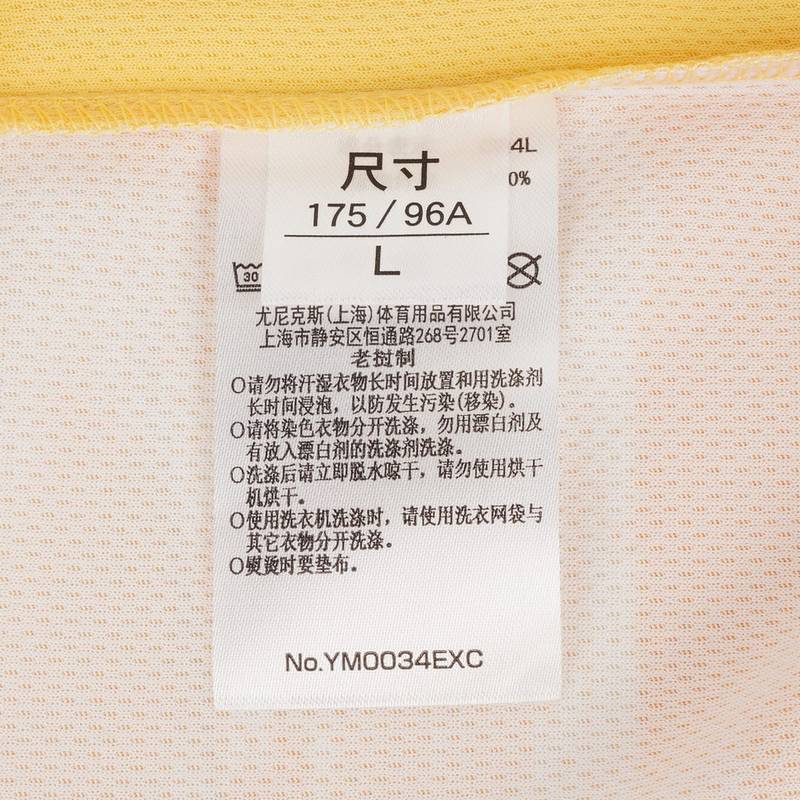 4L
0%
尺寸
175 / 96A
L
30
尤尼克斯(上海)体育用品有限公司
上海市静安区恒通路268号2701室
老挝制
○请勿将汗湿衣物长时间放置和用洗涤剂
长时间浸泡，以防发生污染(移染)。
○请将染色衣物分开洗涤，勿用漂白剂及
有放入漂白剂的洗涤剂洗涤。
○洗涤后请立即脱水晾干，请勿使用烘干
机烘干。
○使用洗衣机洗涤时，请使用洗衣网袋与
其它衣物分开洗涤。
○熨烫时要垫布。
No.YM0034EXC